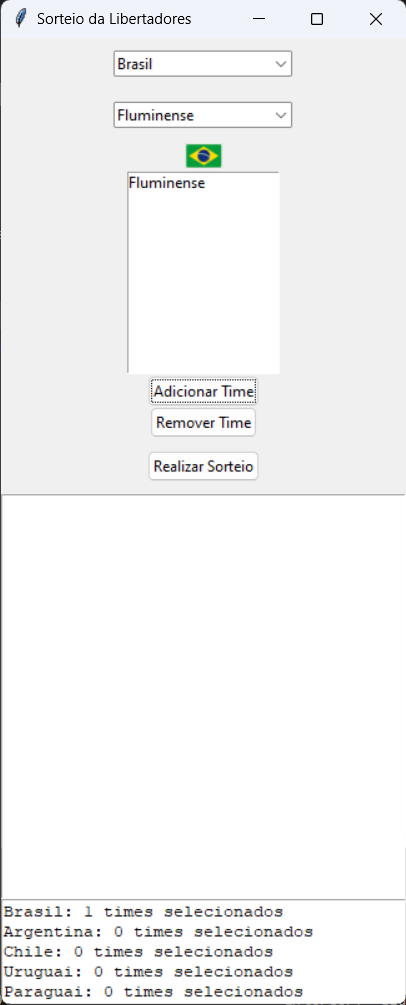 Sorteio da Libertadores
Brasil
Fluminense
Fluminense
Adicionar Time
Remover Time
Realizar Sorteio
Brasil: 1 times selecionados
Argentina: 0 times selecionados
Chile: 0 times selecionados
Uruguai: 0 times selecionados
Paraguai: 0 times selecionados